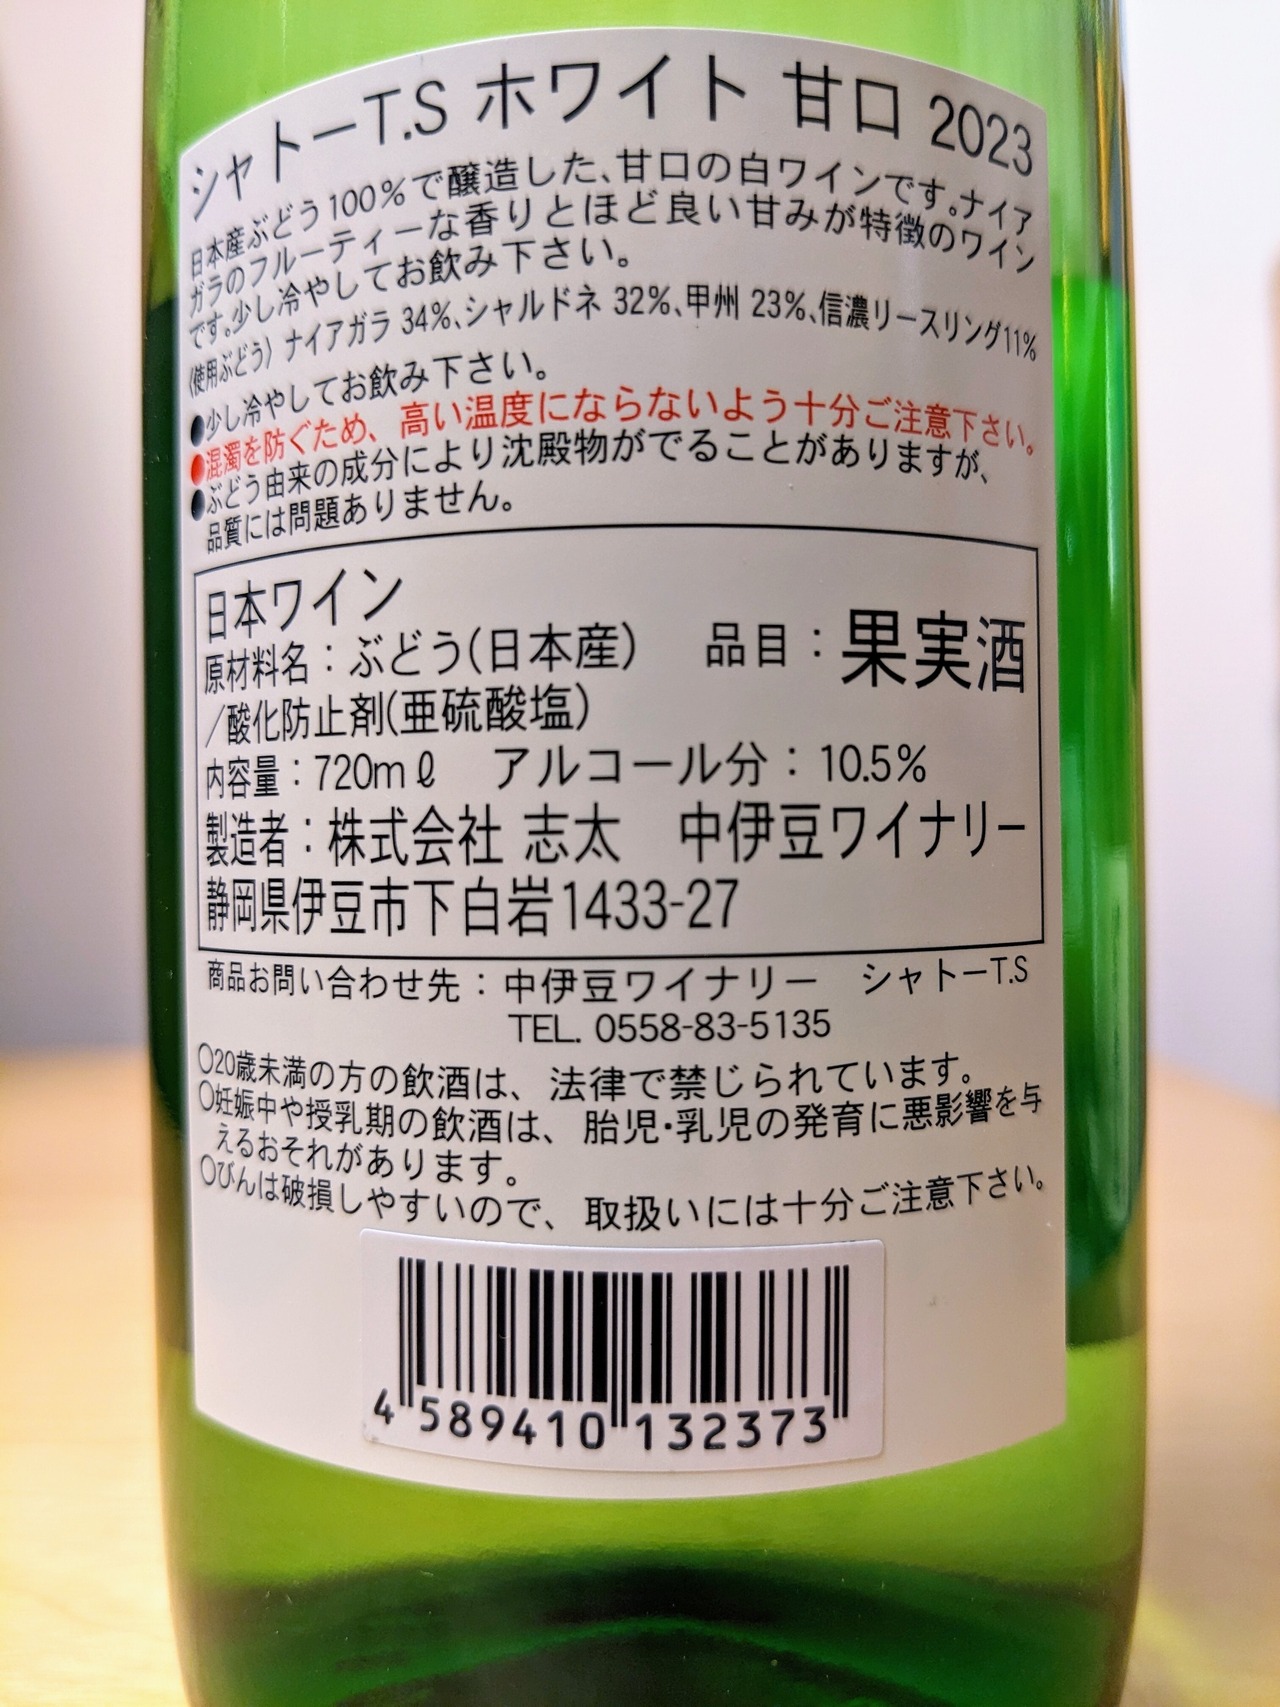 シャトーT.S ホワイト 甘口 2023
日本産ぶどう100%で醸造した、甘口の白ワインです。ナイア
ガラのフルーティーな香りとほど良い甘みが特徴のワイン
です。少し冷やしてお飲み下さい。
〈使用ぶどう〉ナイアガラ 34%、シャルドネ 32%、甲州 23%、信濃リースリング11%
●少し冷やしてお飲み下さい。
●混濁を防ぐため、高い温度にならないよう十分ご注意下さい。
●ぶどう由来の成分により沈殿物がでることがありますが、
品質には問題ありません。
日本ワイン
原材料名：ぶどう(日本産) 品目：果実酒
/酸化防止剤(亜硫酸塩)
内容量：720mℓ アルコール分：10.5%
製造者：株式会社 志太 中伊豆ワイナリー
静岡県伊豆市下白岩1433-27
商品お問い合わせ先：中伊豆ワイナリー シャトーT.S
TEL. 0558-83-5135
○20歳未満の方の飲酒は、法律で禁じられています。
○妊娠中や授乳期の飲酒は、胎児・乳児の発育に悪影響を与
えるおそれがあります。
○びんは破損しやすいので、取扱いには十分ご注意下さい。
4 589410 132373